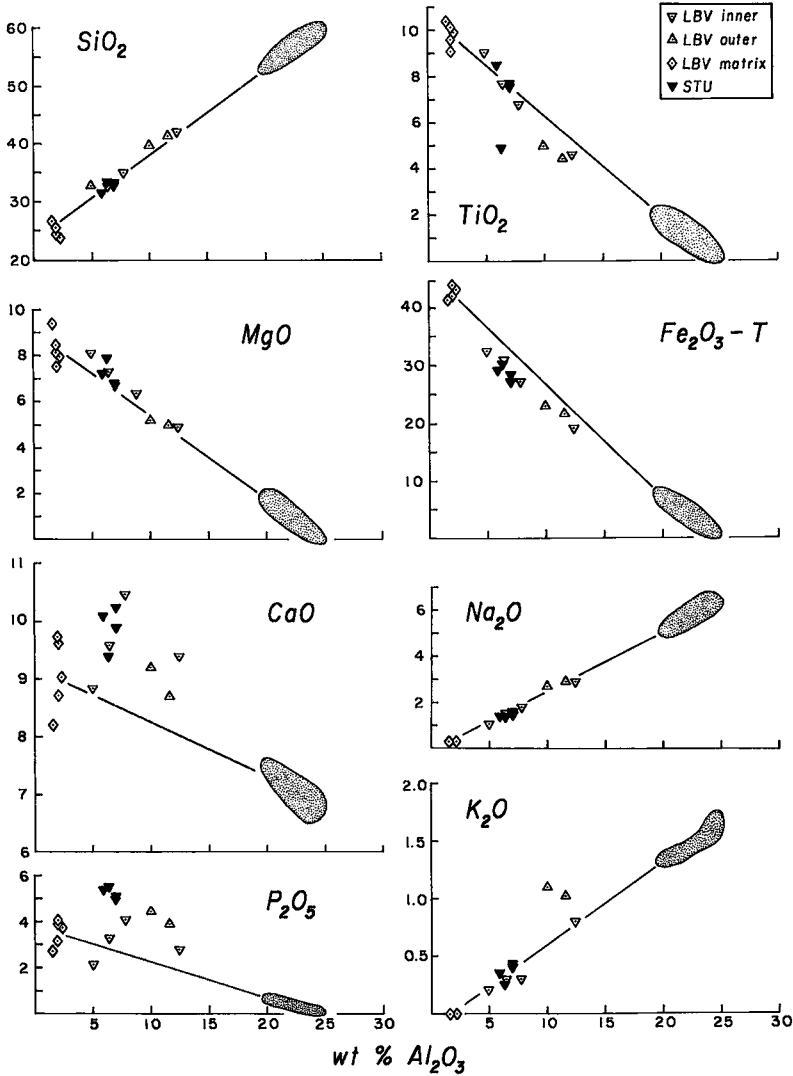 SiO2
60
50
40
30
20
TiO2
10
8
6
4
2
LBV inner
LBV outer
LBV matrix
STU
MgO
10
8
6
4
2
Fe2O3 – T
40
30
20
10
CaO
11
10
9
8
7
6
Na2O
6
4
2
P2O5
6
4
2
K2O
2.0
1.5
1.0
0.5
5 10 15 20 25 30
5 10 15 20 25 30
wt % Al2O3